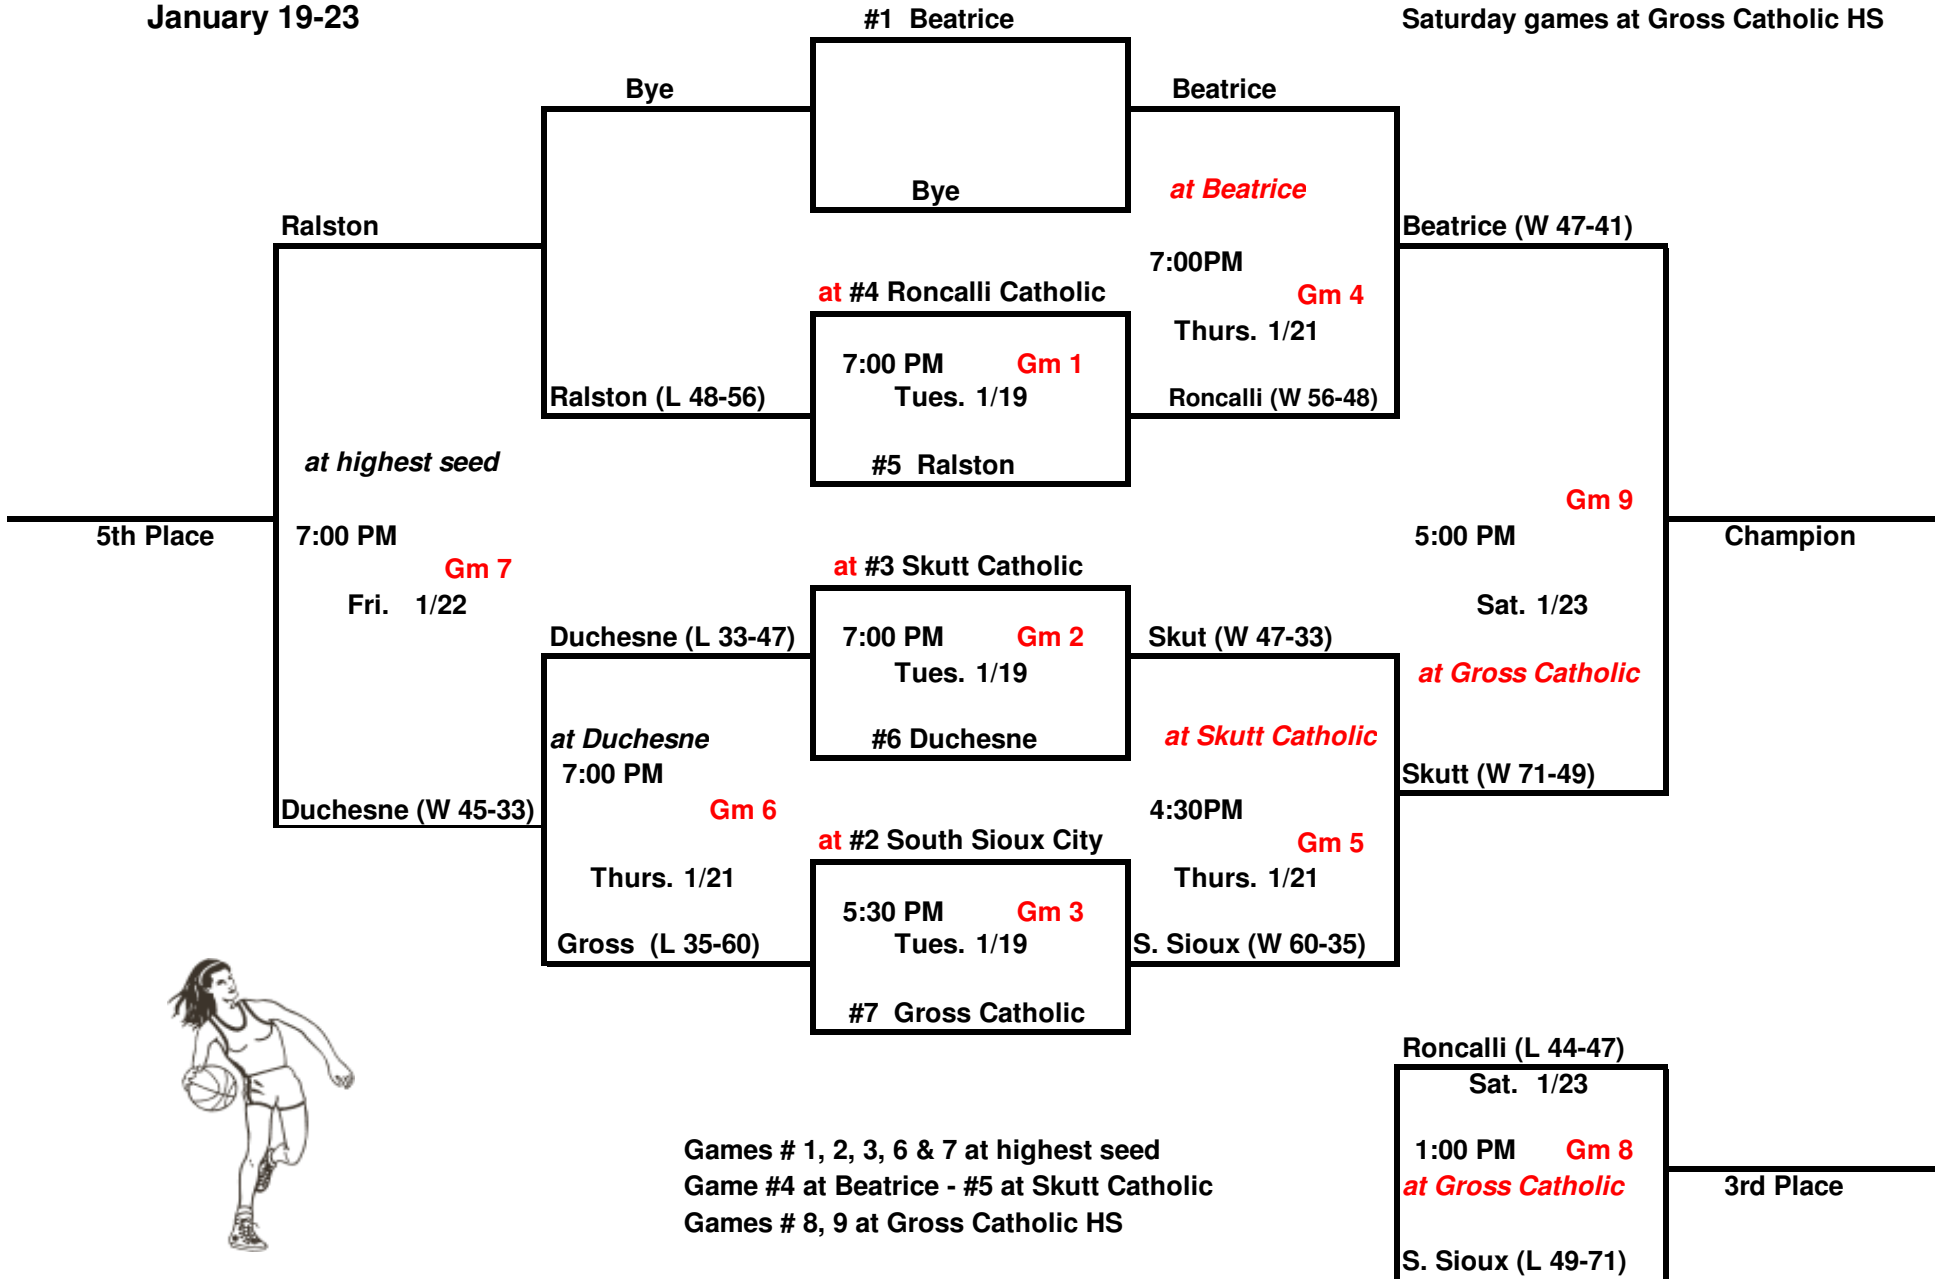 January 19-23
#1 Beatrice
Saturday games at Gross Catholic HS
Bye
Beatrice
Bye
at Beatrice
Ralston
Beatrice (W 47-41)
7:00PM
at #4 Roncalli Catholic
Gm 4
Thurs. 1/21
7:00 PM Gm 1
Ralston (L 48-56)
Tues. 1/19
Roncalli (W 56-48)
at highest seed
#5 Ralston
Gm 9
5th Place
7:00 PM
5:00 PM
Champion
Gm 7
at #3 Skutt Catholic
Fri. 1/22
Sat. 1/23
Duchesne (L 33-47)
7:00 PM Gm 2
Skut (W 47-33)
Tues. 1/19
at Gross Catholic
at Duchesne
#6 Duchesne
at Skutt Catholic
7:00 PM
Skutt (W 71-49)
Duchesne (W 45-33)
Gm 6
4:30PM
at #2 South Sioux City
Gm 5
Thurs. 1/21
Thurs. 1/21
5:30 PM Gm 3
Gross (L 35-60)
Tues. 1/19
S. Sioux (W 60-35)
#7 Gross Catholic
Roncalli (L 44-47)
Sat. 1/23
Games # 1, 2, 3, 6 & 7 at highest seed
1:00 PM Gm 8
Game #4 at Beatrice - #5 at Skutt Catholic
at Gross Catholic
3rd Place
Games # 8, 9 at Gross Catholic HS
S. Sioux (L 49-71)